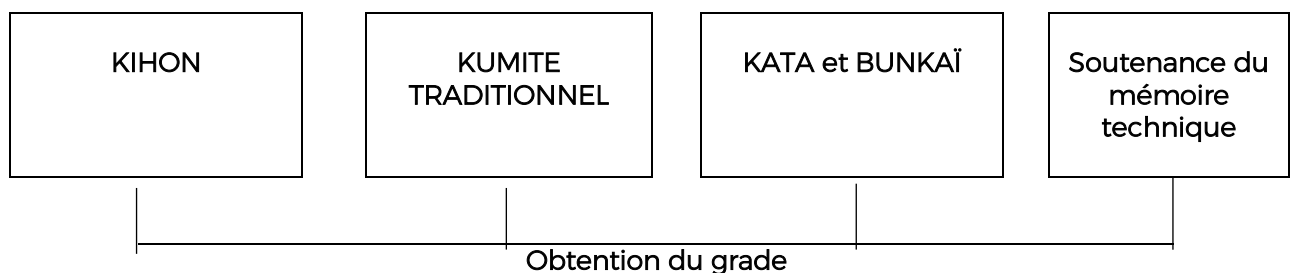 KIHON
KUMITE
TRADITIONNEL
KATA et BUNKAÏ
Soutenance du
mémoire
technique
Obtention du grade